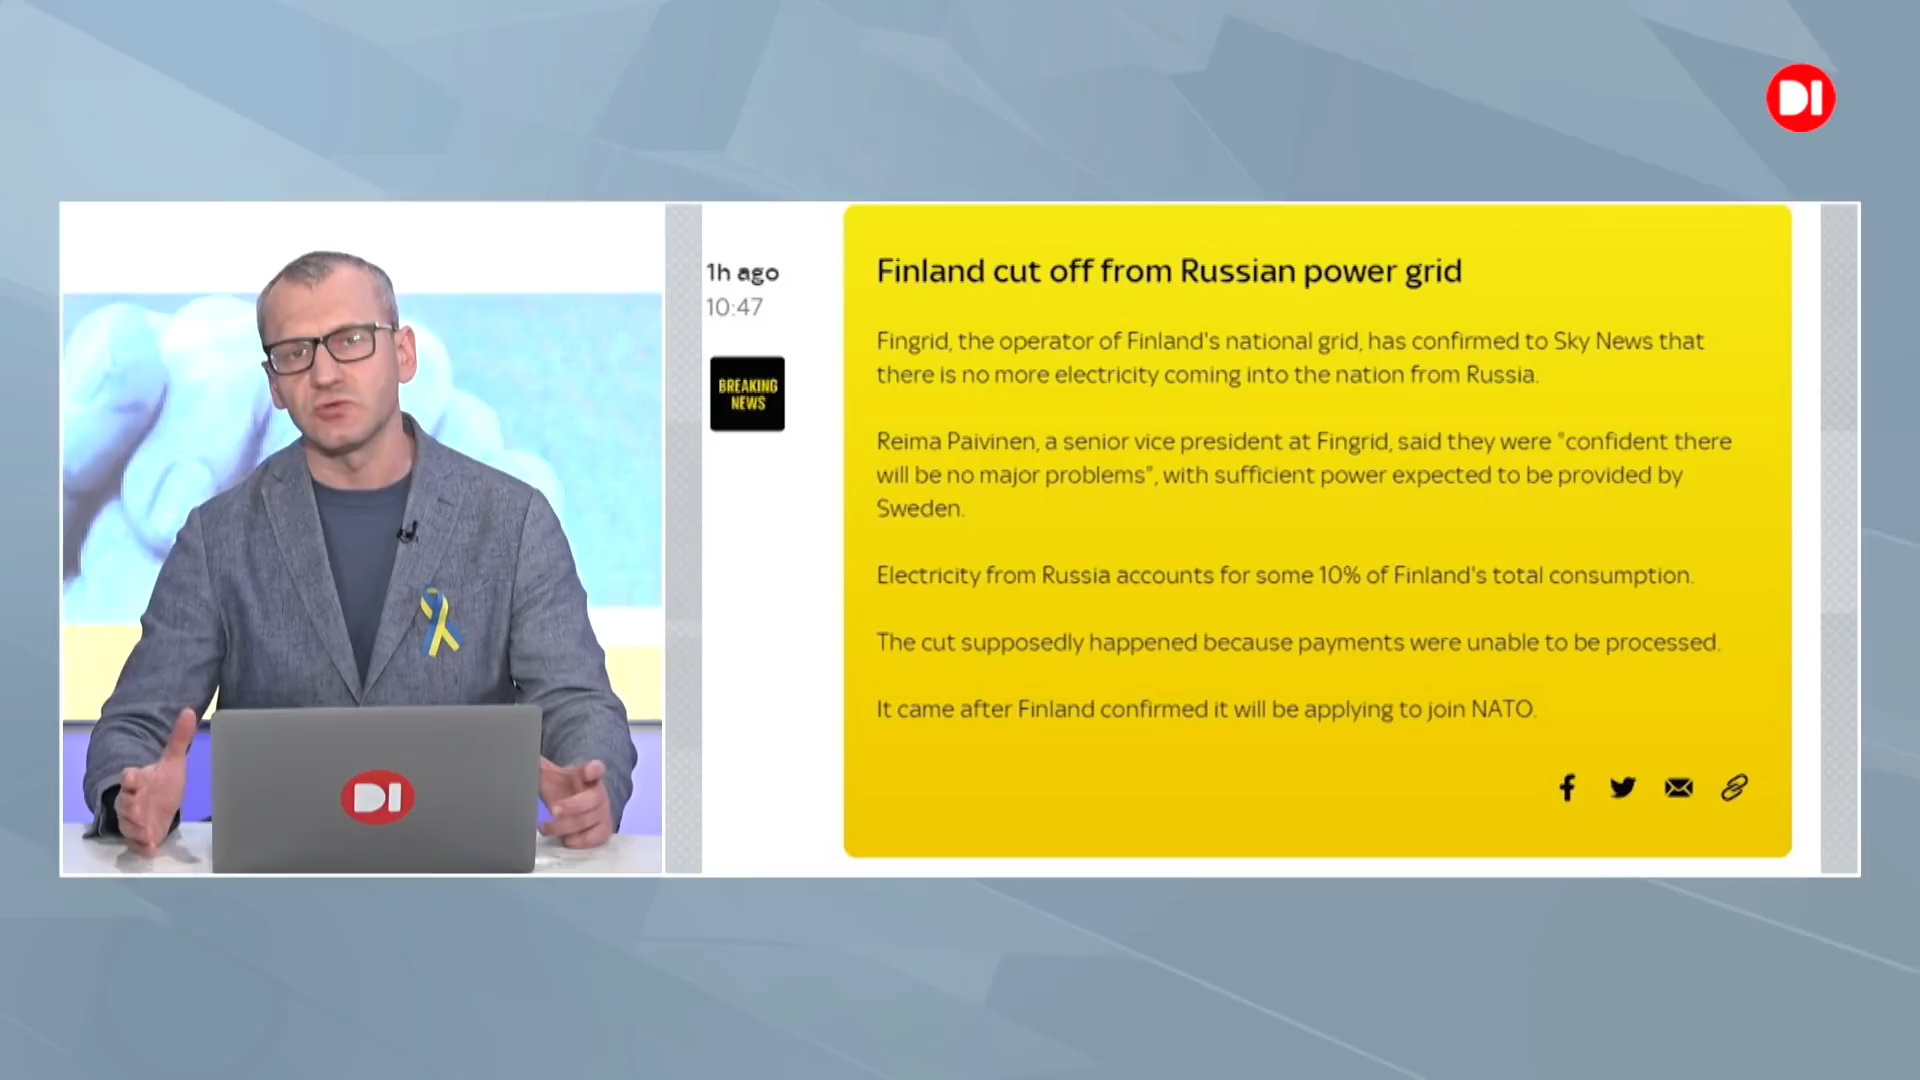 DI
1h ago
10:47
BREAKING
NEWS
Finland cut off from Russian power grid
Fingrid, the operator of Finland's national grid, has confirmed to Sky News that
there is no more electricity coming into the nation from Russia.
Reima Paivinen, a senior vice president at Fingrid, said they were "confident there
will be no major problems", with sufficient power expected to be provided by
Sweden.
Electricity from Russia accounts for some 10% of Finland's total consumption.
The cut supposedly happened because payments were unable to be processed.
It came after Finland confirmed it will be applying to join NATO.
DI